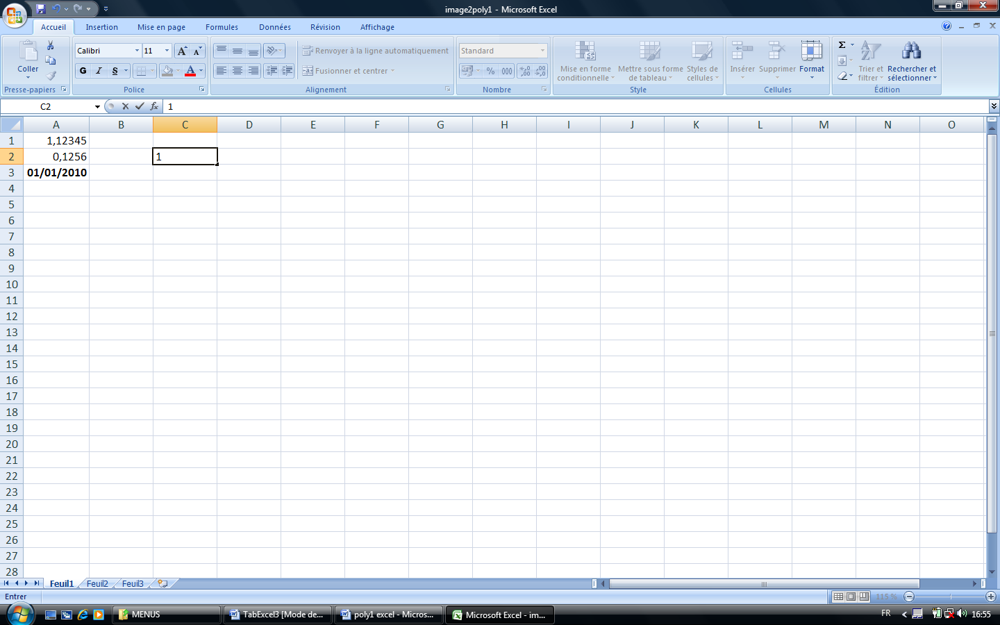 image2poly1 - Microsoft Excel
Accueil Insertion Mise en page Formules Données Révision Affichage
Coller
Presse-papiers
Calibri 11 A A
G I S A
Police
Renvoyer à la ligne automatiquement
Fusionner et centrer
Alignement
Standard
% 000 ,00 ,00
Nombre
Mise en forme conditionnelle
Mettre sous forme de tableau
Styles de cellules
Style
Insérer Supprimer Format
Cellules
Σ
Trier et filtrer
Rechercher et sélectionner
Édition
C2 fx 1
A B C D E F G H I J K L M N O
1 1,12345
2 0,1256 1
3 01/01/2010
4
5
6
7
8
9
10
11
12
13
14
15
16
17
18
19
20
21
22
23
24
25
26
27
28
Feuil1 Feuil2 Feuil3
Entrer 115 %
MENUS TabExcel3 [Mode de... poly1 excel - Micros... Microsoft Excel - im... FR 16:55